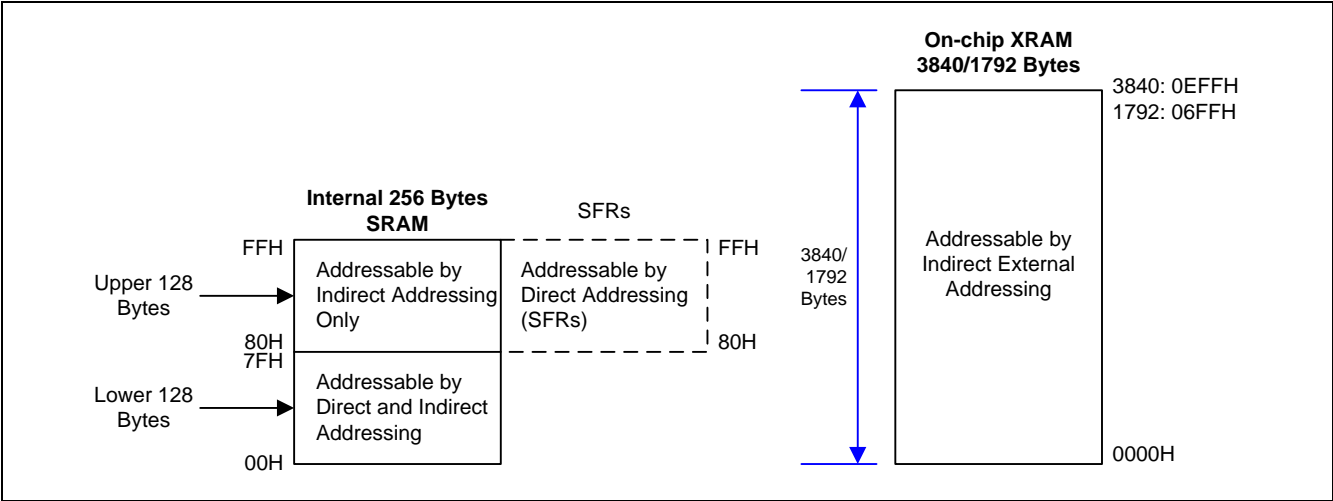 On-chip XRAM
3840/1792 Bytes
3840: 0EFFH
1792: 06FFH
Internal 256 Bytes
SRAM
SFRs
FFH
FFH
Upper 128
Bytes
Addressable by
Indirect Addressing
Only
Addressable by
Direct Addressing
(SFRs)
80H
80H
7FH
Lower 128
Bytes
Addressable by
Direct and Indirect
Addressing
00H
3840/
1792
Bytes
Addressable by
Indirect External
Addressing
0000H